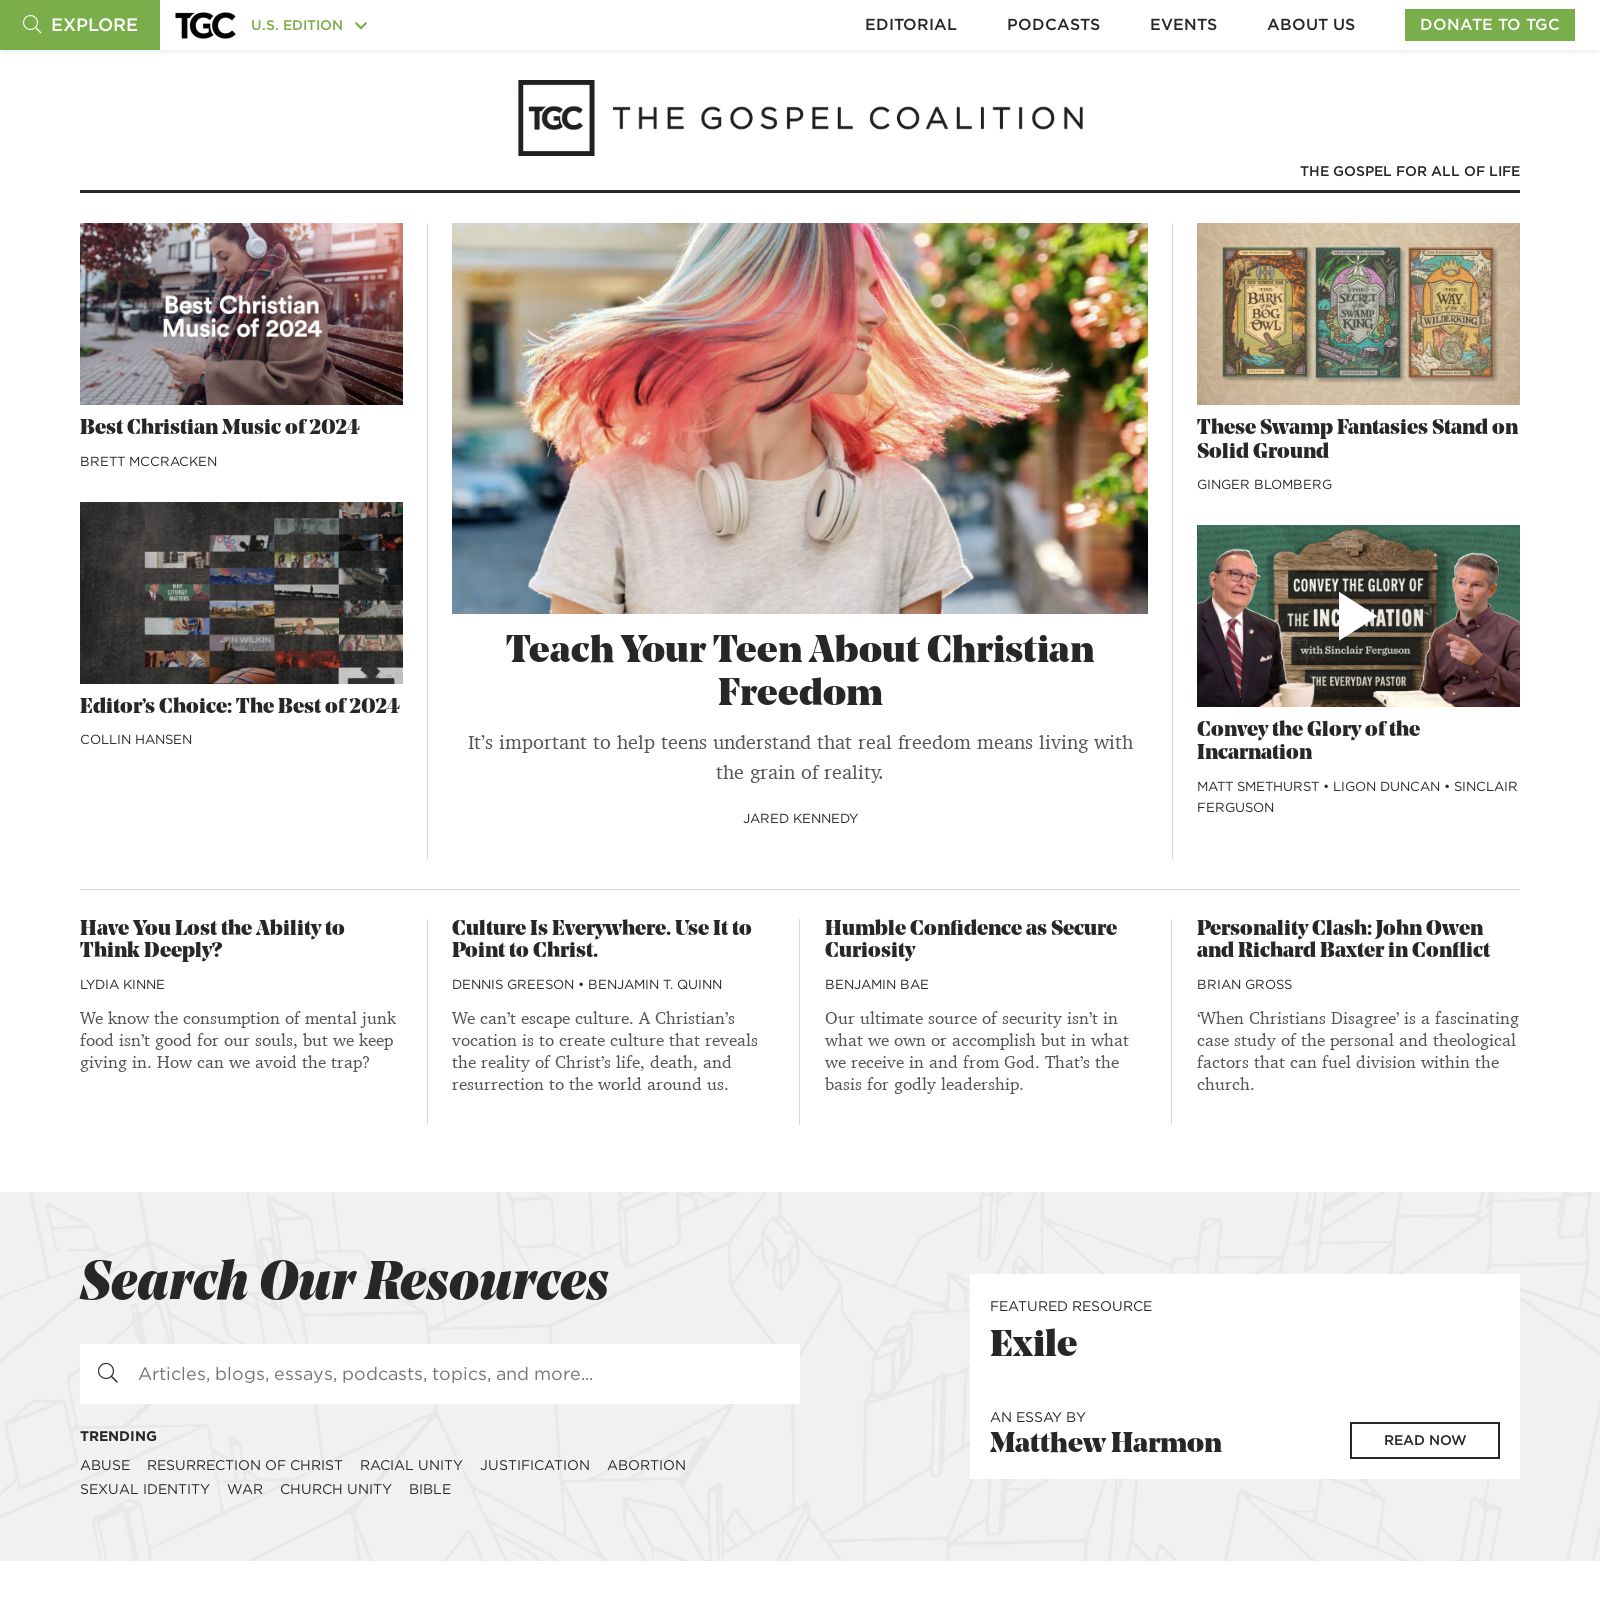 EXPLORE
TGC
U.S. EDITION
EDITORIAL
PODCASTS
EVENTS
ABOUT US
DONATE TO TGC
TGC
THE GOSPEL COALITION
THE GOSPEL FOR ALL OF LIFE
Best Christian
Music of 2024
Best Christian Music of 2024
BRETT MCCRACKEN
JEN WILKIN
Editor’s Choice: The Best of 2024
COLLIN HANSEN
Teach Your Teen About Christian
Freedom
It’s important to help teens understand that real freedom means living with
the grain of reality.
JARED KENNEDY
THE
BARK
of the
BOG
OWL
THE
SECRET
of the
SWAMP
KING
THE
WAY
of the
WILDERKING
These Swamp Fantasies Stand on
Solid Ground
GINGER BLOMBERG
CONVEY THE GLORY OF
THE
with Sinclair Ferguson
THE EVERYDAY PASTOR
Convey the Glory of the
Incarnation
MATT SMETHURST • LIGON DUNCAN • SINCLAIR
FERGUSON
Have You Lost the Ability to
Think Deeply?
LYDIA KINNE
We know the consumption of mental junk
food isn’t good for our souls, but we keep
giving in. How can we avoid the trap?
Culture Is Everywhere. Use It to
Point to Christ.
DENNIS GREESON • BENJAMIN T. QUINN
We can’t escape culture. A Christian’s
vocation is to create culture that reveals
the reality of Christ’s life, death, and
resurrection to the world around us.
Humble Confidence as Secure
Curiosity
BENJAMIN BAE
Our ultimate source of security isn’t in
what we own or accomplish but in what
we receive in and from God. That’s the
basis for godly leadership.
Personality Clash: John Owen
and Richard Baxter in Conflict
BRIAN GROSS
‘When Christians Disagree’ is a fascinating
case study of the personal and theological
factors that can fuel division within the
church.
Search Our Resources
Articles, blogs, essays, podcasts, topics, and more...
TRENDING
ABUSE RESURRECTION OF CHRIST RACIAL UNITY JUSTIFICATION ABORTION
SEXUAL IDENTITY WAR CHURCH UNITY BIBLE
FEATURED RESOURCE
Exile
AN ESSAY BY
Matthew Harmon
READ NOW